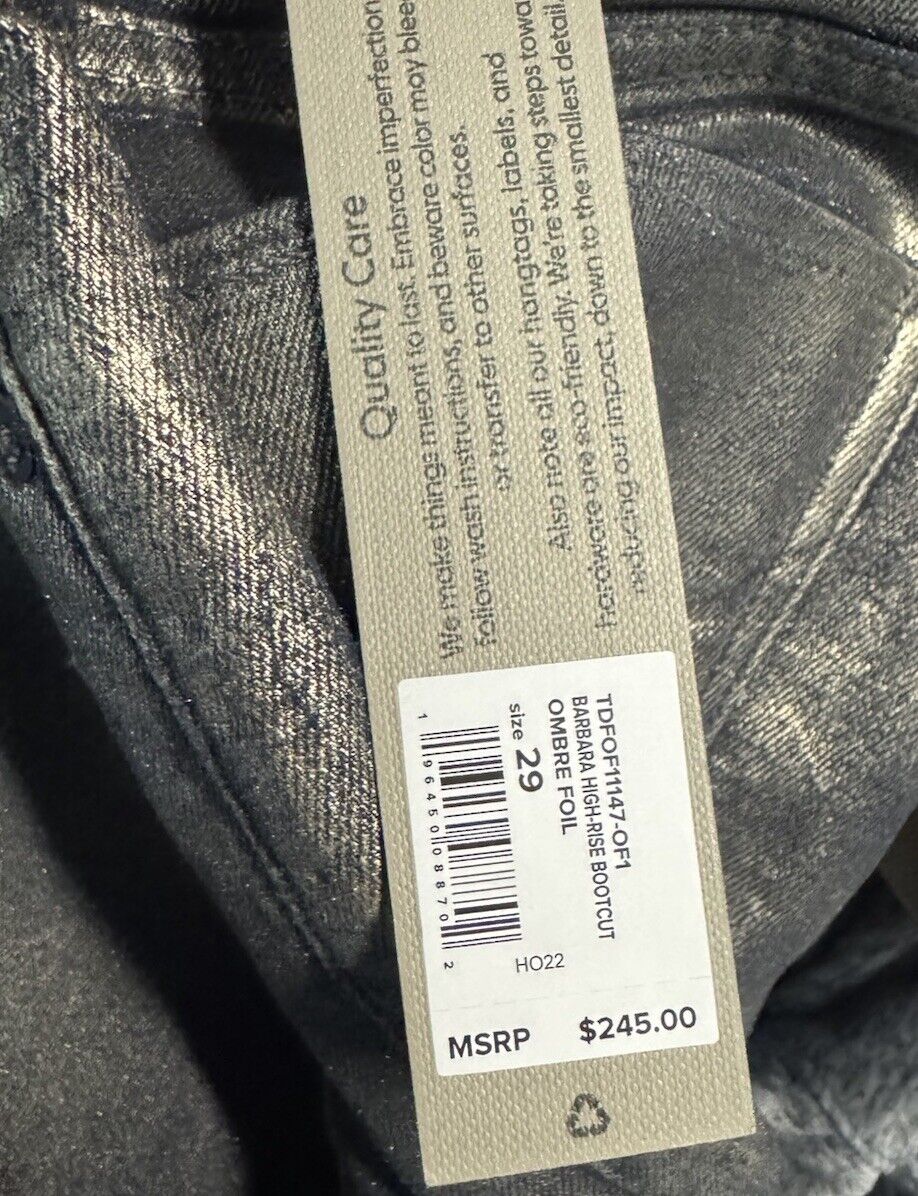 Quality Care
We make things meant to last. Embrace imperfection
follow wash instructions, and beware color may blee
or transfer to other surfaces.
Also note all our hangtags, labels, and
hardware are eco-friendly. We're taking steps towa
reducing our impact, down to the smallest detail
TDFOF11147-OF1
BARBARA HIGH-RISE BOOTCUT
OMBRE FOIL
size 29
1 96450 08870 2
HO22
MSRP $245.00